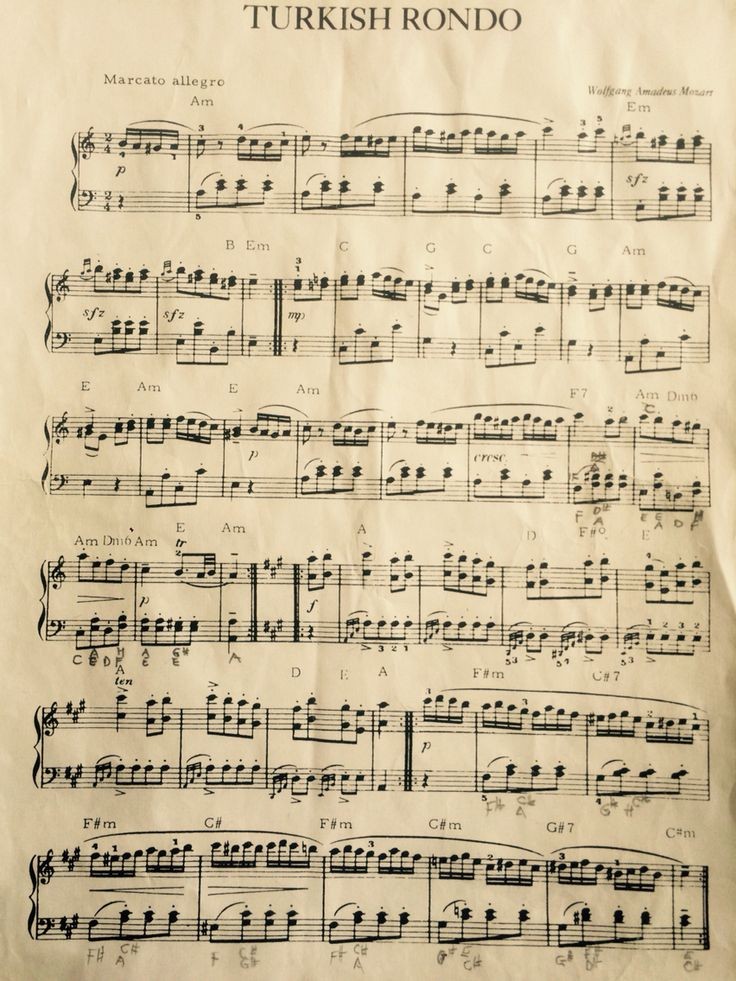 TURKISH RONDO
Marcato allegro
Wolfgang Amadeus Mozart
Am Em
p sfz
B Em C G C G Am
sfz sfz mp
E Am E Am F7 Am Dm6
C.
p cresc.
F D# A E E A D F
Am Dm6 Am E Am A D F#o E
tr
p f
C E D F E E A
A H A G#
A
ten
D E A F#m C#7
p
F# C# A G# H C#
F#m C# F#m C#m G#7 C#m
F# C# A F C# G# F# C# A G# E C# G# D# C